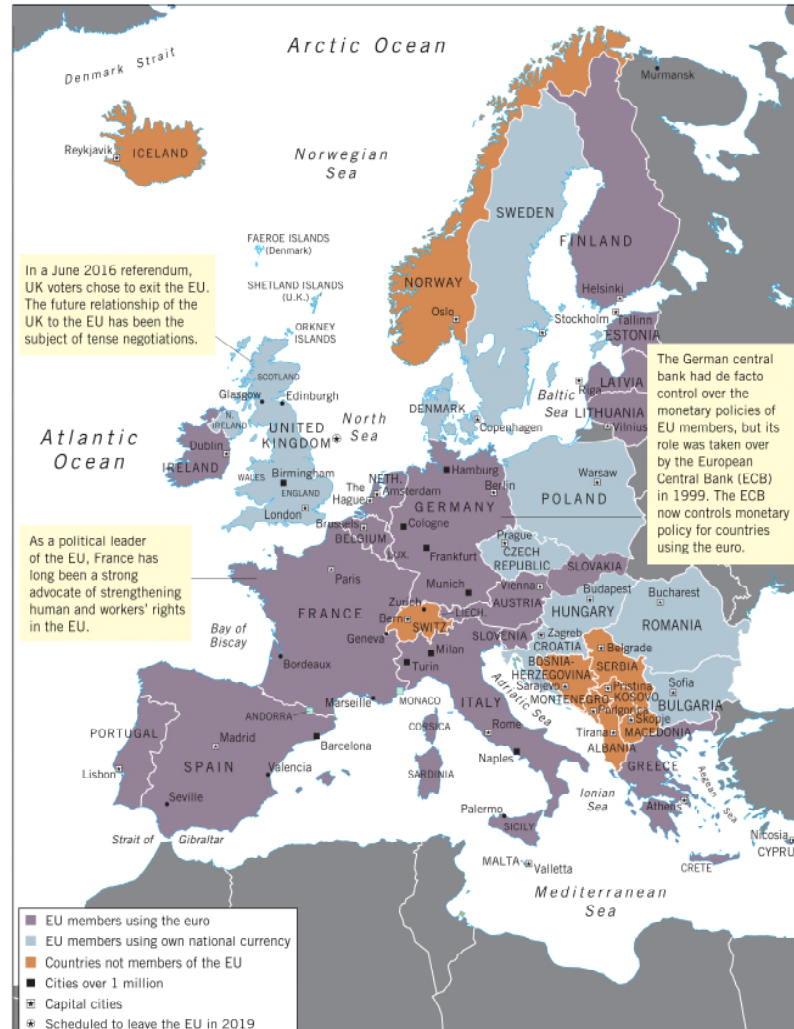 Arctic Ocean
Denmark Strait
Murmansk
ICELAND
Reykjavik
Norwegian
Sea
SWEDEN
FAEROE ISLANDS
(Denmark)
FINLAND
In a June 2016 referendum,
UK voters chose to exit the EU.
The future relationship of the
UK to the EU has been the
subject of tense negotiations.
SHETLAND ISLANDS
(U.K.)
NORWAY
Helsinki
ORKNEY
ISLANDS
Oslo
Stockholm
Tallinn
ESTONIA
The German central
bank had de facto
control over the
monetary policies of
EU members, but its
role was taken over
by the European
Central Bank (ECB)
in 1999. The ECB
now controls monetary
policy for countries
using the euro.
SCOTLAND
Glasgow
Edinburgh
Baltic
Sea
Riga
LATVIA
LITHUANIA
Vilnius
DENMARK
Copenhagen
North
Sea
N.
IRELAND
UNITED
KINGDOM
Atlantic
Ocean
Dublin
IRELAND
Birmingham
WALES
ENGLAND
London
NETH.
The
Hague
Amsterdam
Hamburg
Berlin
Warsaw
POLAND
GERMANY
Brussels
BELGIUM
Cologne
LUX.
Frankfurt
Prague
CZECH
REPUBLIC
As a political leader
of the EU, France has
long been a strong
advocate of strengthening
human and workers' rights
in the EU.
Paris
Munich
SLOVAKIA
Vienna
AUSTRIA
Budapest
HUNGARY
Bucharest
ROMANIA
FRANCE
Zurich
Bern
SWITZ.
LIECH.
Geneva
SLOVENIA
Zagreb
CROATIA
Belgrade
Bay of
Biscay
Bordeaux
Milan
Turin
BOSNIA-
HERZEGOVINA
Sarajevo
SERBIA
Adriatic Sea
Pristina
KOSOVO
Sofia
BULGARIA
MONTENEGRO
Podgorica
Skopje
MACEDONIA
Marseille
MONACO
ITALY
ANDORRA
CORSICA
Rome
Tirana
ALBANIA
PORTUGAL
Madrid
Barcelona
Lisbon
SPAIN
Valencia
Naples
GREECE
SARDINIA
Seville
Ionian
Sea
Athens
Aegean
Sea
Palermo
SICILY
Nicosia
CYPRU
Strait of Gibraltar
MALTA
Valletta
CRETE
Mediterranean
Sea
EU members using the euro
EU members using own national currency
Countries not members of the EU
Cities over 1 million
Capital cities
Scheduled to leave the EU in 2019